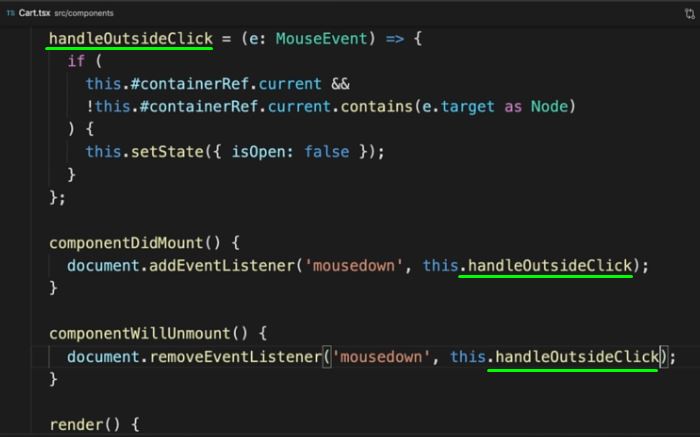 TS Cart.tsx src/components
handleOutsideClick = (e: MouseEvent) => {
if (
this.#containerRef.current &&
!this.#containerRef.current.contains(e.target as Node)
) {
this.setState({ isOpen: false });
}
};
componentDidMount() {
document.addEventListener('mousedown', this.handleOutsideClick);
}
componentWillUnmount() {
document.removeEventListener('mousedown', this.handleOutsideClick);
}
render() {